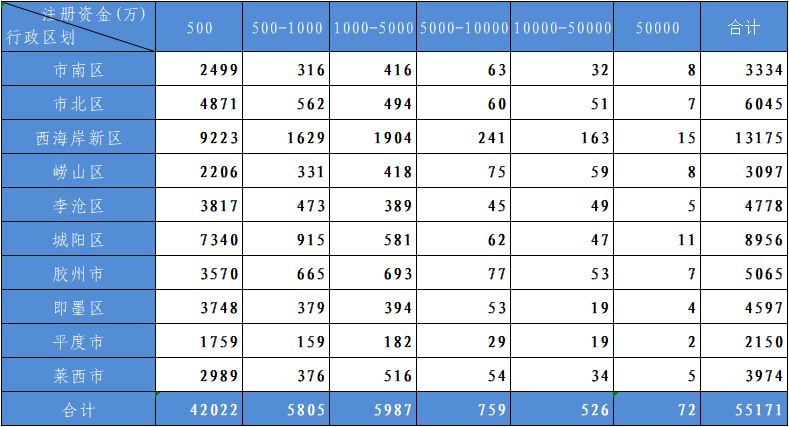 注册资金(万) 500 500-1000 1000-5000 5000-10000 10000-50000 50000 合计
行政区划
市南区 2499 316 416 63 32 8 3334
市北区 4871 562 494 60 51 7 6045
西海岸新区 9223 1629 1904 241 163 15 13175
崂山区 2206 331 418 75 59 8 3097
李沧区 3817 473 389 45 49 5 4778
城阳区 7340 915 581 62 47 11 8956
胶州市 3570 665 693 77 53 7 5065
即墨区 3748 379 394 53 19 4 4597
平度市 1759 159 182 29 19 2 2150
莱西市 2989 376 516 54 34 5 3974
合计 42022 5805 5987 759 526 72 55171